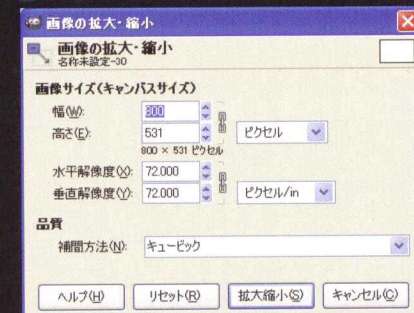 画像の拡大・縮小
画像の拡大・縮小
名称未設定-30
画像サイズ(キャンバスサイズ)
幅(W): 800
高さ(E): 531 ピクセル
800 × 531 ピクセル
水平解像度(X): 72.000
垂直解像度(Y): 72.000 ピクセル/in
品質
補間方法(N): キュービック
ヘルプ(H) リセット(R) 拡大縮小(S) キャンセル(C)